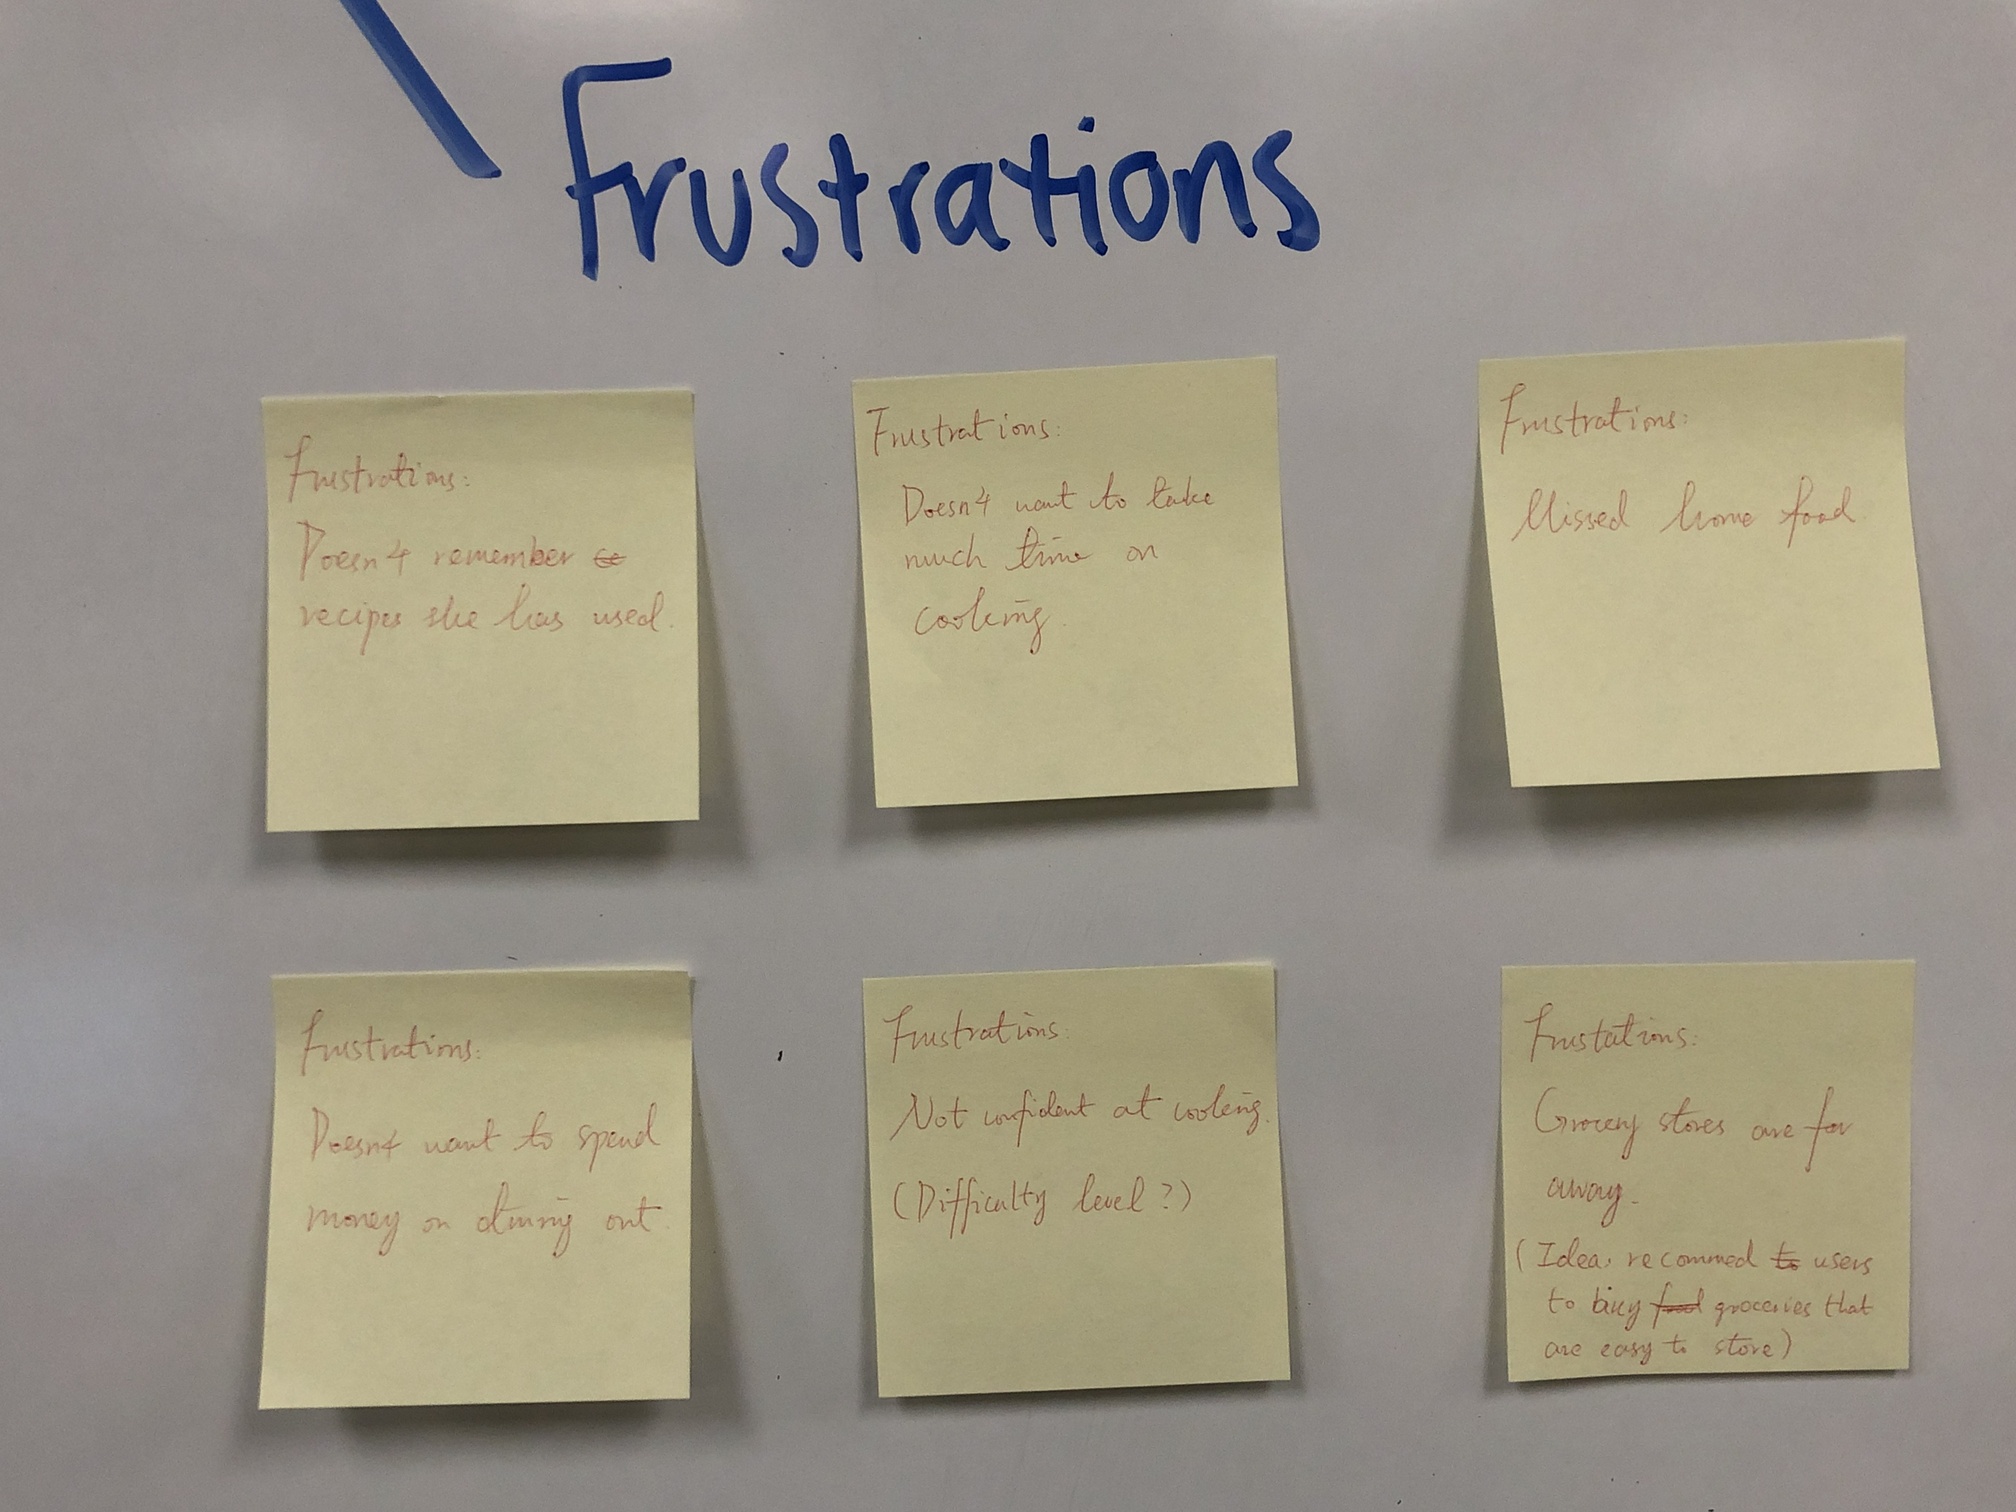 Frustrations
Frustrations:
Doesn't remember
recipes she has used.
Frustrations:
Doesn't want to take
much time on
cooking.
Frustrations:
Missed home food
Frustrations:
Doesn't want to spend
money on dining out.
Frustrations:
Not confident at cooking.
(Difficulty level?)
Frustations:
Grocery stores are far
away.
(Idea: recommed to users
to buy food groceries that
are easy to store)